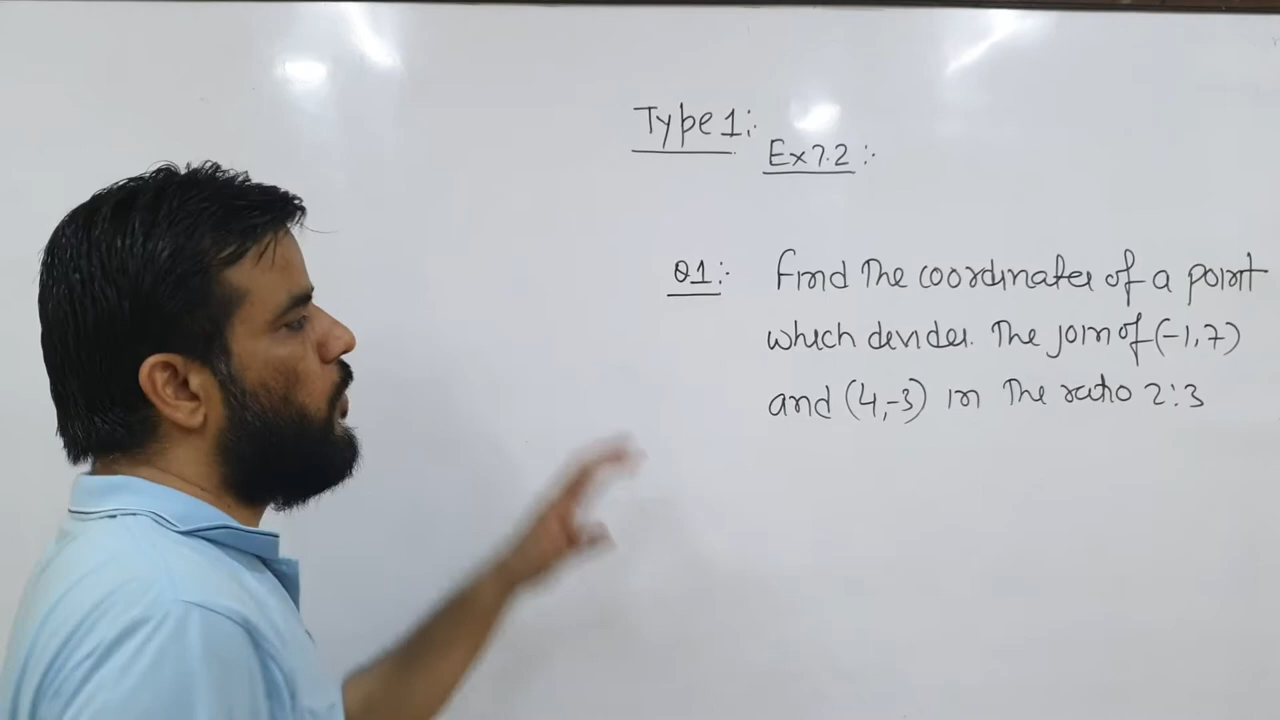 Type 1:
Ex 7.2 :
Q1: Find the coordinates of a point
which devides the join of (-1,7)
and (4,-3) in the ratio 2:3